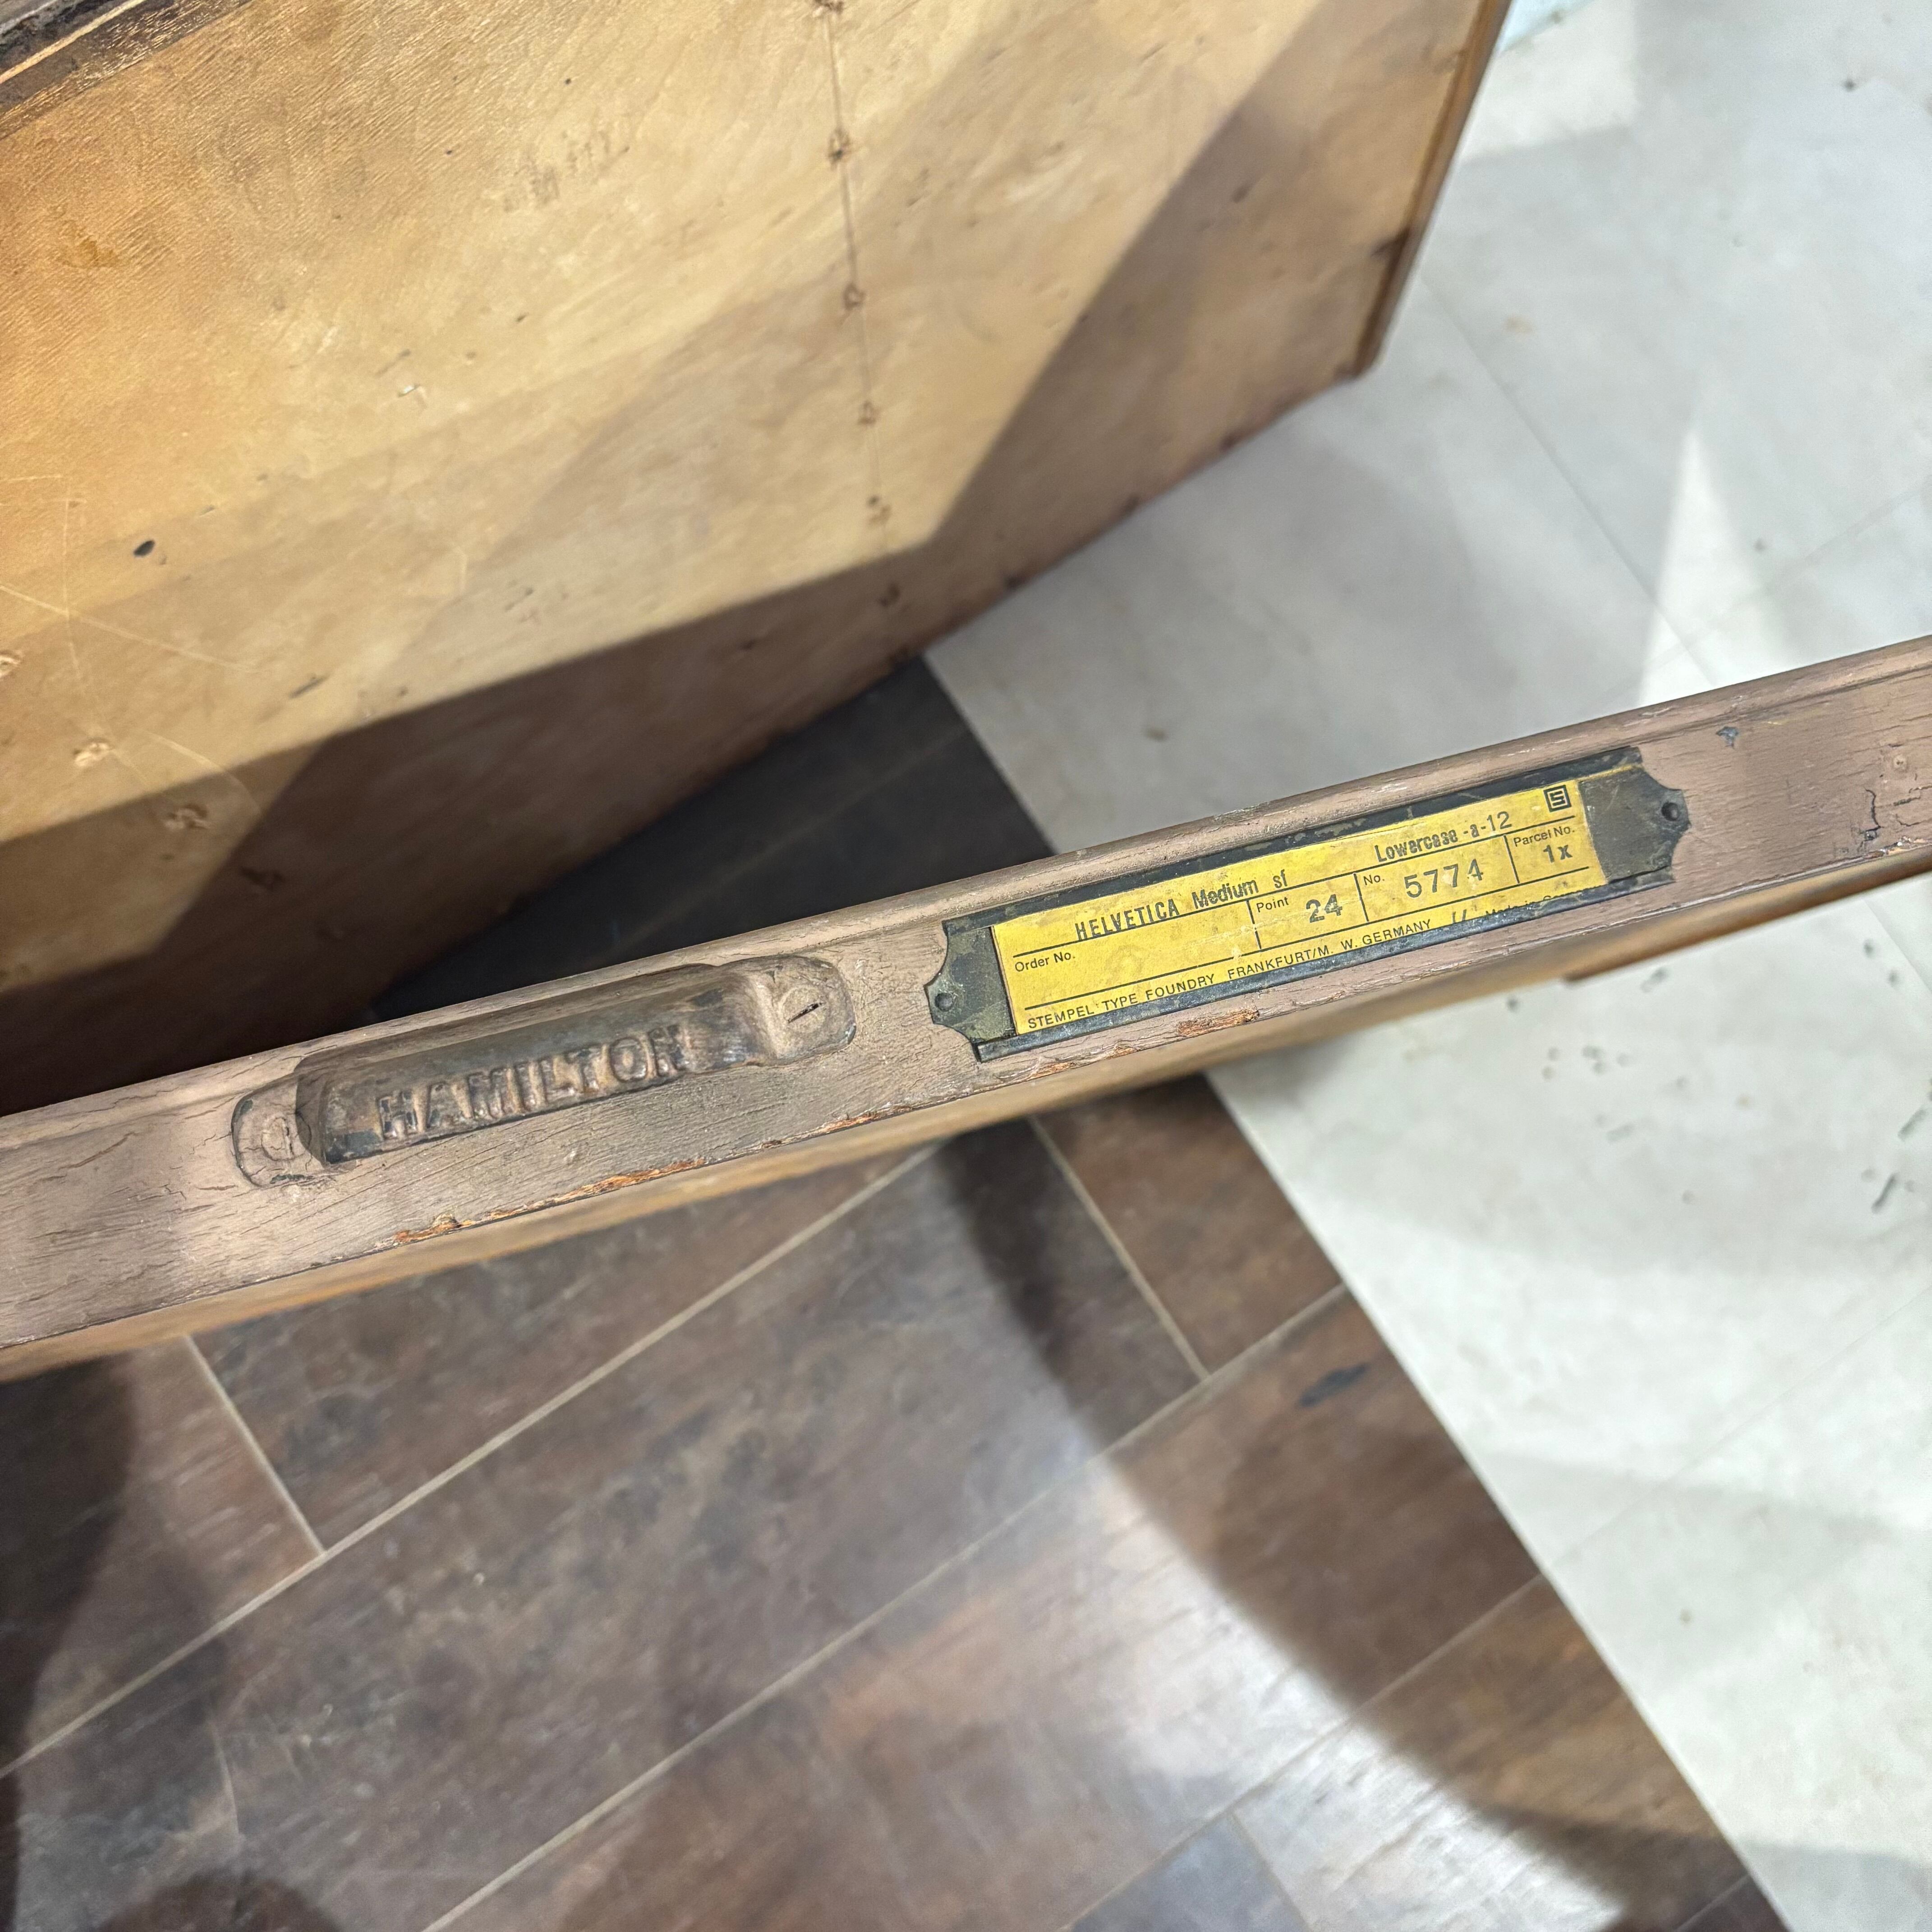 HAMILTON
HELVETICA Medium sf
Lowercase -a-12
Order No.
Point 24
No. 5774
Parcel No. 1x
STEMPEL TYPE FOUNDRY FRANKFURT/M. W. GERMANY